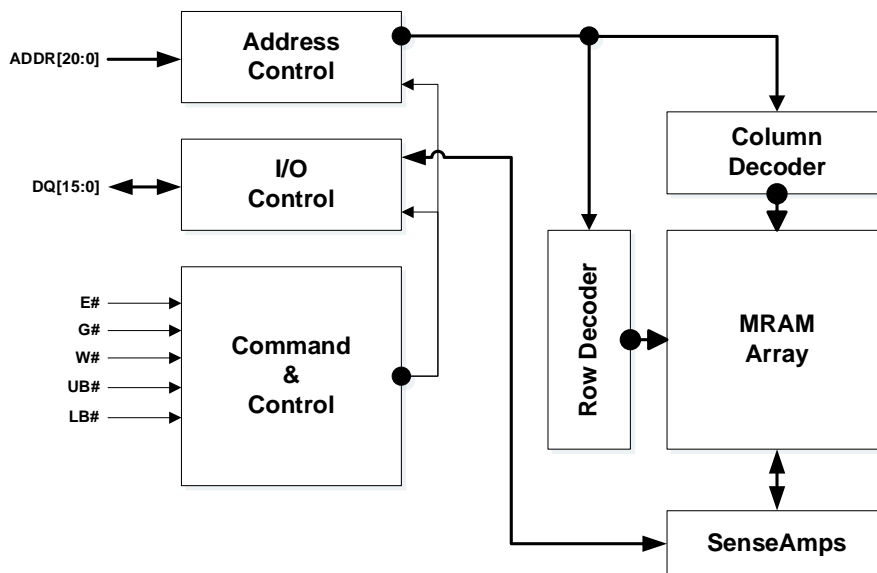 ADDR[20:0]
Address
Control
Column
Decoder
DQ[15:0]
I/O
Control
E#
G#
W#
UB#
LB#
Command
&
Control
Row Decoder
MRAM
Array
SenseAmps